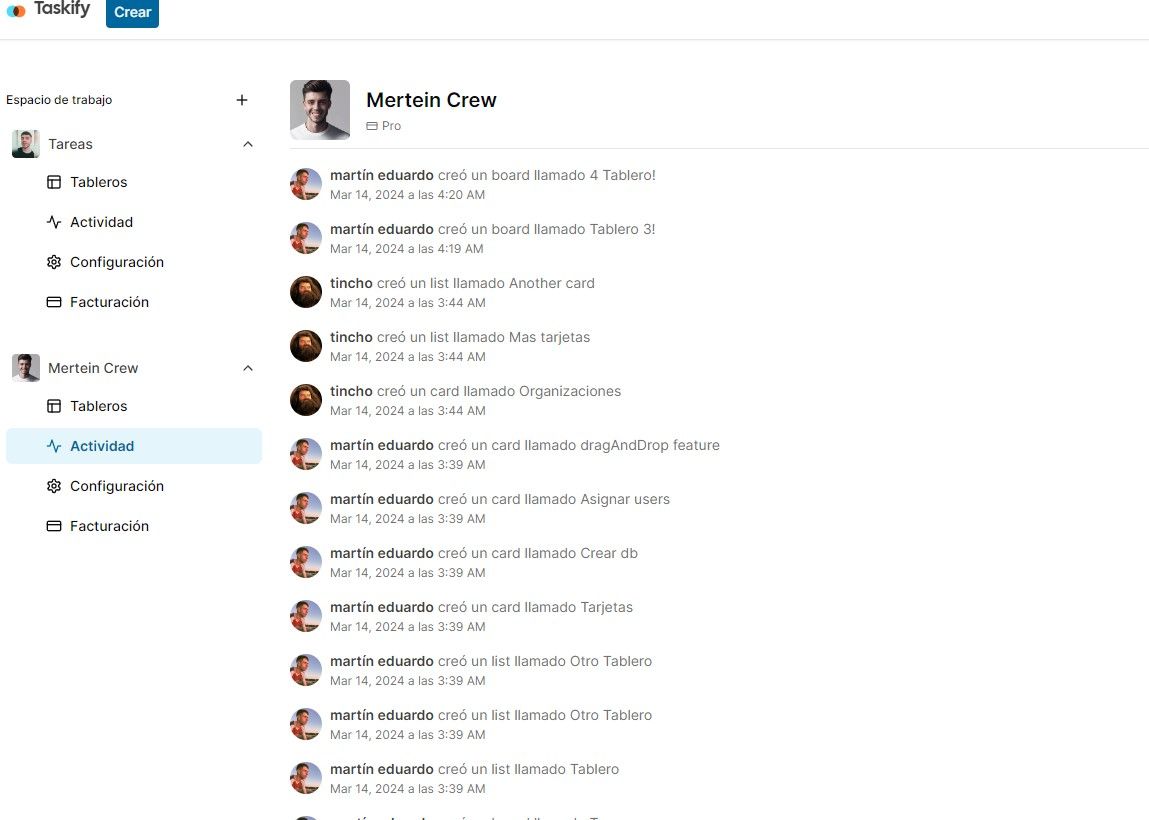 Taskify
Crear
Espacio de trabajo
Tareas
Tableros
Actividad
Configuración
Facturación
Mertein Crew
Tableros
Actividad
Configuración
Facturación
Mertein Crew
Pro
martín eduardo creó un board llamado 4 Tablero!
Mar 14, 2024 a las 4:20 AM
martín eduardo creó un board llamado Tablero 3!
Mar 14, 2024 a las 4:19 AM
tincho creó un list llamado Another card
Mar 14, 2024 a las 3:44 AM
tincho creó un list llamado Mas tarjetas
Mar 14, 2024 a las 3:44 AM
tincho creó un card llamado Organizaciones
Mar 14, 2024 a las 3:44 AM
martín eduardo creó un card llamado dragAndDrop feature
Mar 14, 2024 a las 3:39 AM
martín eduardo creó un card llamado Asignar users
Mar 14, 2024 a las 3:39 AM
martín eduardo creó un card llamado Crear db
Mar 14, 2024 a las 3:39 AM
martín eduardo creó un card llamado Tarjetas
Mar 14, 2024 a las 3:39 AM
martín eduardo creó un list llamado Otro Tablero
Mar 14, 2024 a las 3:39 AM
martín eduardo creó un list llamado Otro Tablero
Mar 14, 2024 a las 3:39 AM
martín eduardo creó un list llamado Tablero
Mar 14, 2024 a las 3:39 AM